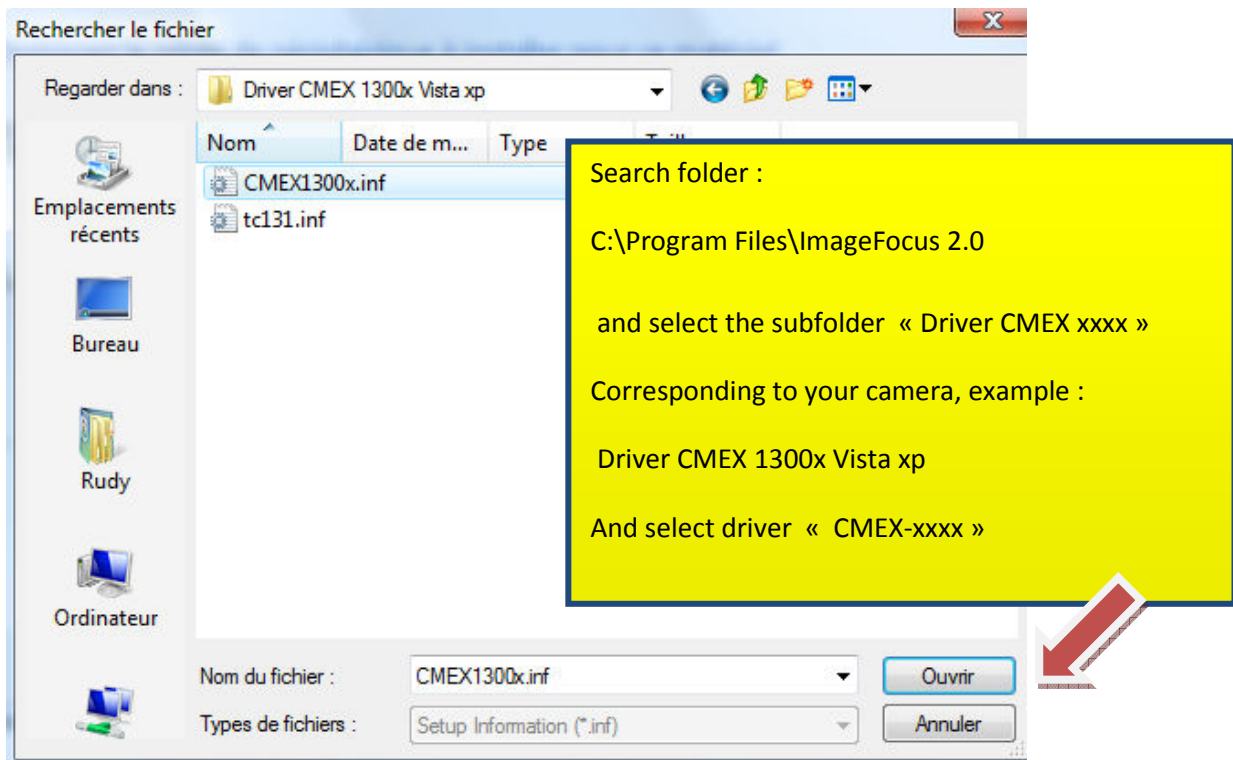 Rechercher le fichier
Regarder dans :
Driver CMEX 1300x Vista xp
Nom
Date de m...
Type
CMEX1300x.inf
tc131.inf
Emplacements
récents
Bureau
Rudy
Ordinateur
Search folder :
C:\Program Files\ImageFocus 2.0
and select the subfolder « Driver CMEX xxxx »
Corresponding to your camera, example :
Driver CMEX 1300x Vista xp
And select driver « CMEX-xxxx »
Nom du fichier :
CMEX1300x.inf
Ouvrir
Types de fichiers :
Setup Information (*.inf)
Annuler